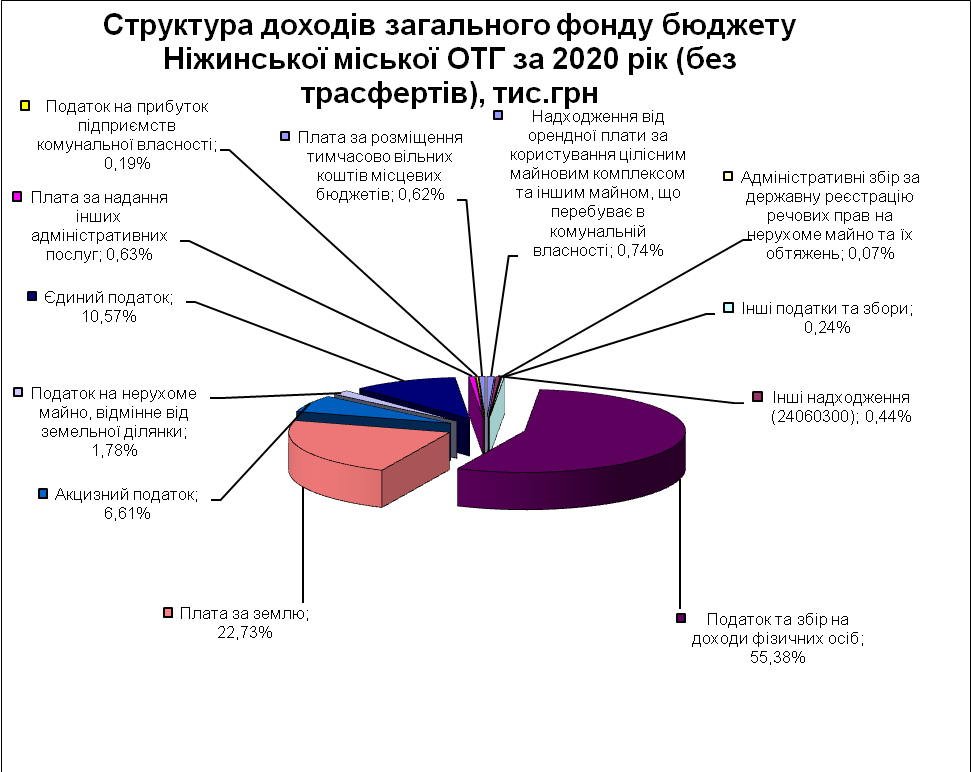 Структура доходів загального фонду бюджету
Ніжинської міської ОТГ за 2020 рік (без
трасфертів), тис.грн
Податок на прибуток
підприємств
комунальної власності;
0,19%
Плата за розміщення
тимчасово вільних
коштів місцевих
бюджетів; 0,62%
Надходження від
орендної плати за
користування цілісним
майновим комплексом
та іншим майном, що
перебуває в
комунальній
власності; 0,74%
Адміністративні збір за
державну реєстрацію
речових прав на
нерухоме майно та їх
обтяжень; 0,07%
Плата за надання
інших
адміністративних
послуг; 0,63%
Єдиний податок;
10,57%
Інші податки та збори;
0,24%
Податок на нерухоме
майно, відмінне від
земельної ділянки;
1,78%
Інші надходження
(24060300); 0,44%
Акцизний податок;
6,61%
Плата за землю;
22,73%
Податок та збір на
доходи фізичних осіб;
55,38%